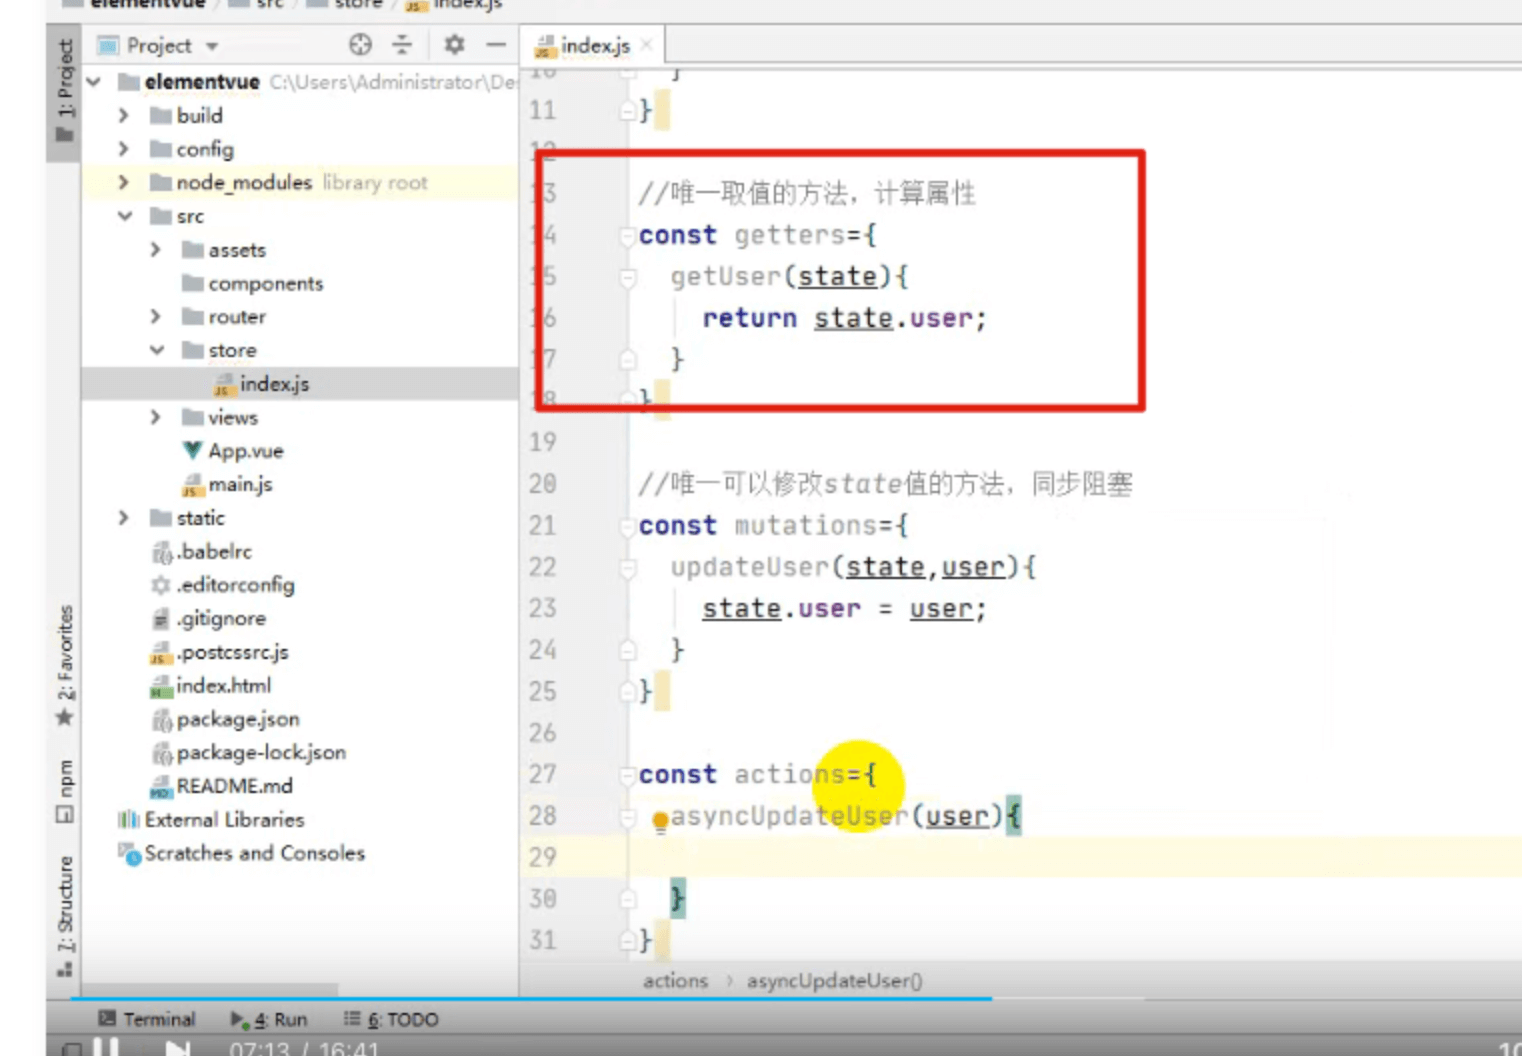 elementvue
src
store
index.js
1: Project
Project
index.js
elementvue C:\Users\Administrator\De
build
config
node_modules library root
src
assets
components
router
store
index.js
views
App.vue
main.js
static
.babelrc
.editorconfig
.gitignore
.postcssrc.js
index.html
package.json
package-lock.json
README.md
External Libraries
Scratches and Consoles
2: Favorites
npm
7: Structure
10 }
11 }
12
13 //唯一取值的方法，计算属性
14 const getters={
15 getUser(state){
16 return state.user;
17 }
18 }
19
20 //唯一可以修改state值的方法，同步阻塞
21 const mutations={
22 updateUser(state,user){
23 state.user = user;
24 }
25 }
26
27 const actions={
28 asyncUpdateUser(user){
29
30 }
31 }
actions › asyncUpdateUser()
Terminal 4: Run 6: TODO
07:13 / 16:41